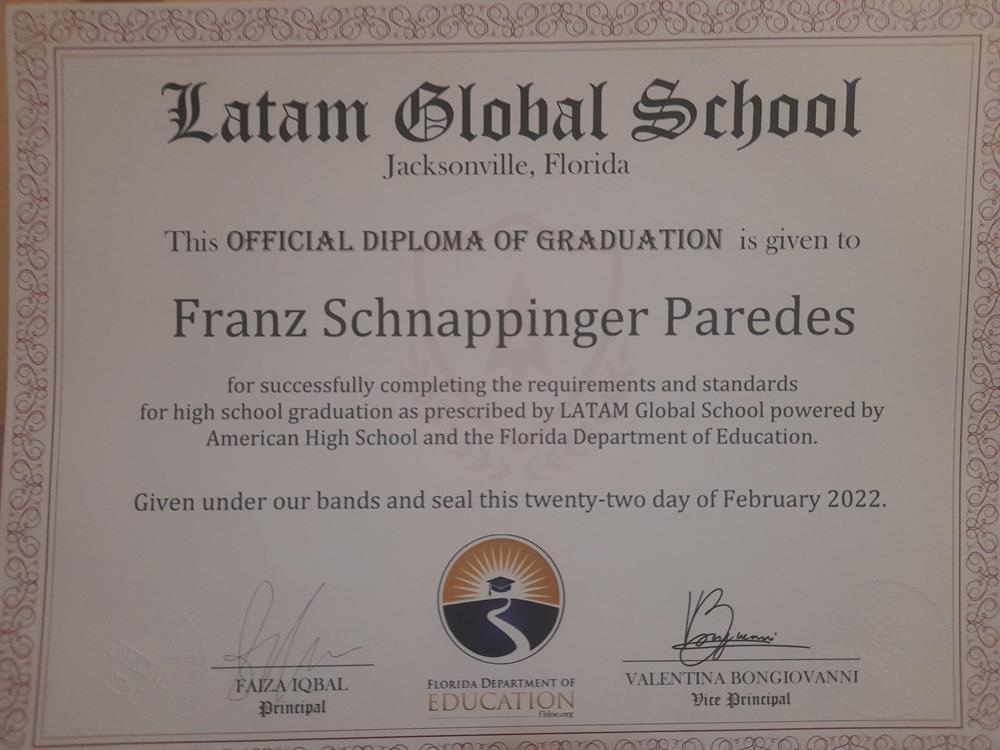 Latam Global School
Jacksonville, Florida
This OFFICIAL DIPLOMA OF GRADUATION is given to
Franz Schnappinger Paredes
for successfully completing the requirements and standards
for high school graduation as prescribed by LATAM Global School powered by
American High School and the Florida Department of Education.
Given under our bands and seal this twenty-two day of February 2022.
FAIZA IQBAL
Principal
FLORIDA DEPARTMENT OF
EDUCATION
fldoe.org
VALENTINA BONGIOVANNI
Vice Principal